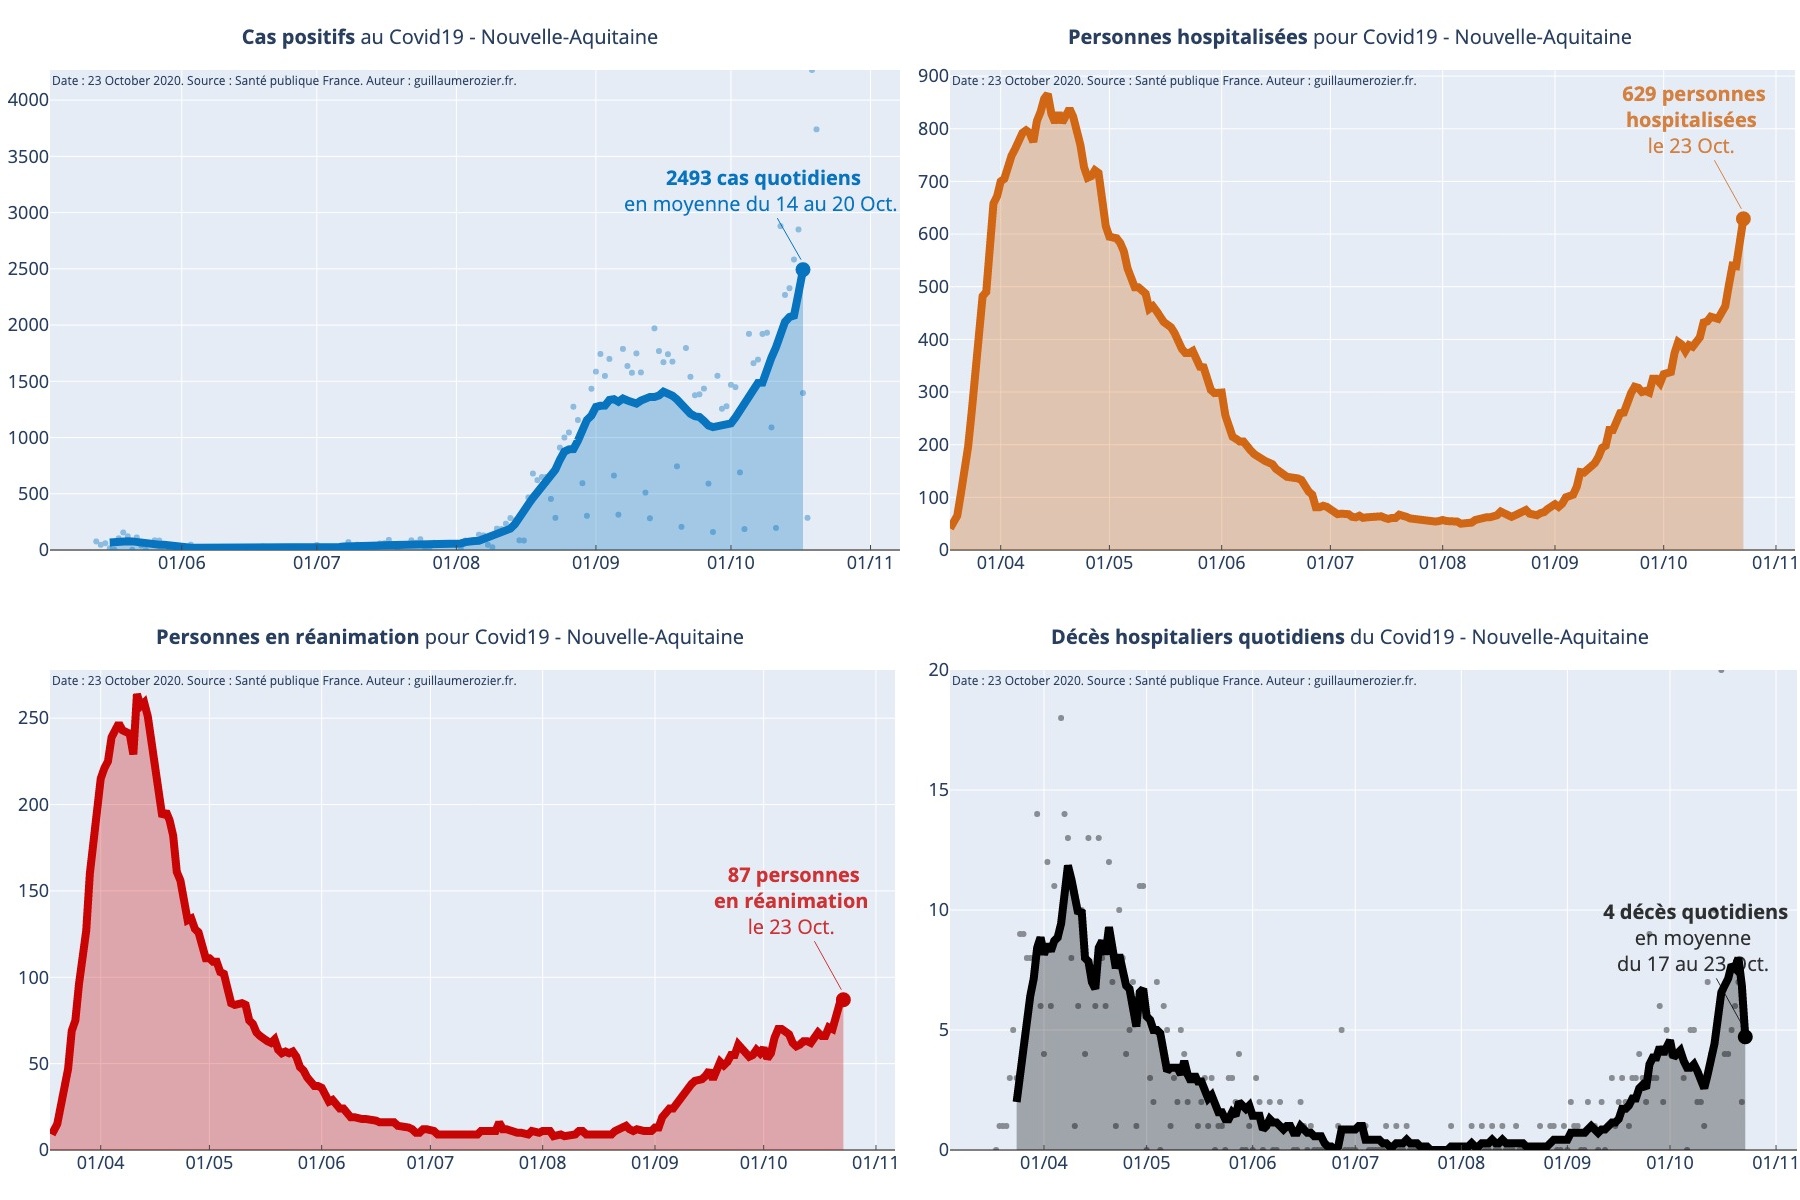 Cas positifs au Covid19 - Nouvelle-Aquitaine
Date : 23 October 2020. Source : Santé publique France. Auteur : guillaumerozier.fr.
4000
3500
3000
2500
2000
1500
1000
500
0
2493 cas quotidiens
en moyenne du 14 au 20 Oct.
01/06 01/07 01/08 01/09 01/10 01/11
Personnes hospitalisées pour Covid19 - Nouvelle-Aquitaine
Date : 23 October 2020. Source : Santé publique France. Auteur : guillaumerozier.fr.
900
800
700
600
500
400
300
200
100
0
629 personnes
hospitalisées
le 23 Oct.
01/04 01/05 01/06 01/07 01/08 01/09 01/10 01/11
Personnes en réanimation pour Covid19 - Nouvelle-Aquitaine
Date : 23 October 2020. Source : Santé publique France. Auteur : guillaumerozier.fr.
250
200
150
100
50
0
87 personnes
en réanimation
le 23 Oct.
01/04 01/05 01/06 01/07 01/08 01/09 01/10 01/11
Décès hospitaliers quotidiens du Covid19 - Nouvelle-Aquitaine
Date : 23 October 2020. Source : Santé publique France. Auteur : guillaumerozier.fr.
20
15
10
5
0
4 décès quotidiens
en moyenne
du 17 au 23 Oct.
01/04 01/05 01/06 01/07 01/08 01/09 01/10 01/11